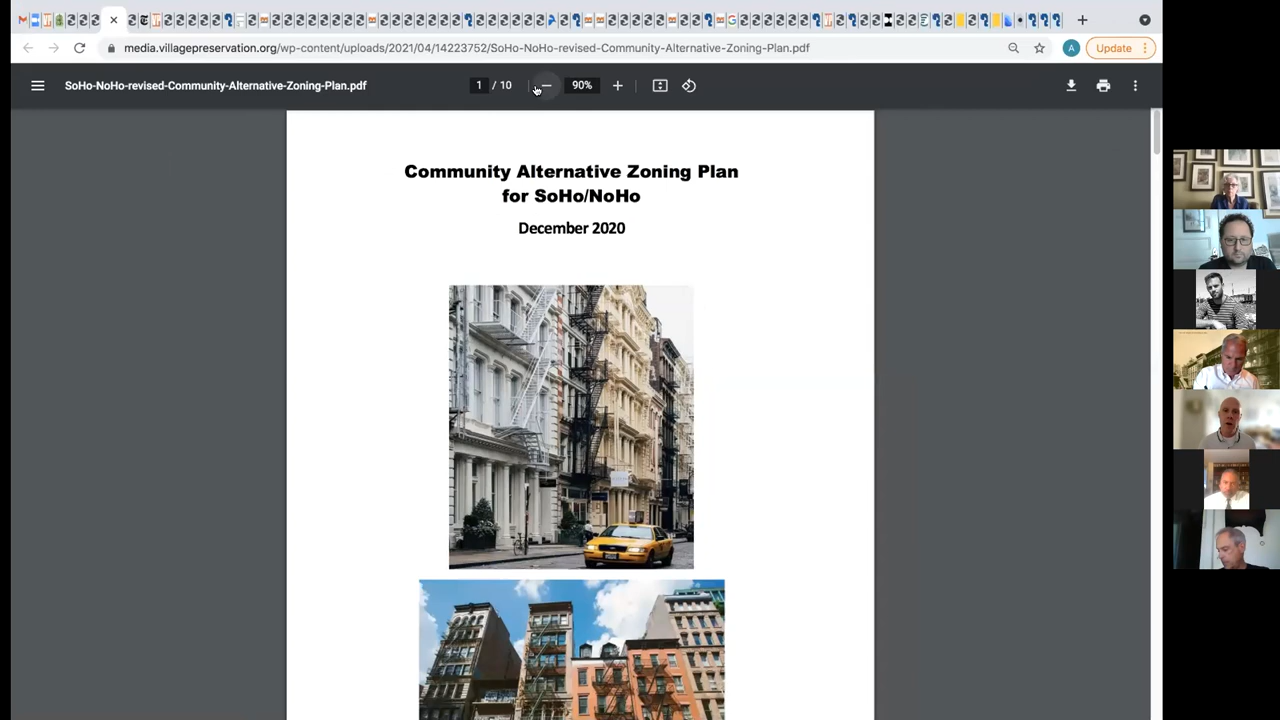 media.villagepreservation.org/wp-content/uploads/2021/04/14223752/SoHo-NoHo-revised-Community-Alternative-Zoning-Plan.pdf
A
Update
SoHo-NoHo-revised-Community-Alternative-Zoning-Plan.pdf
1 / 10
90%
Community Alternative Zoning Plan
for SoHo/NoHo
December 2020